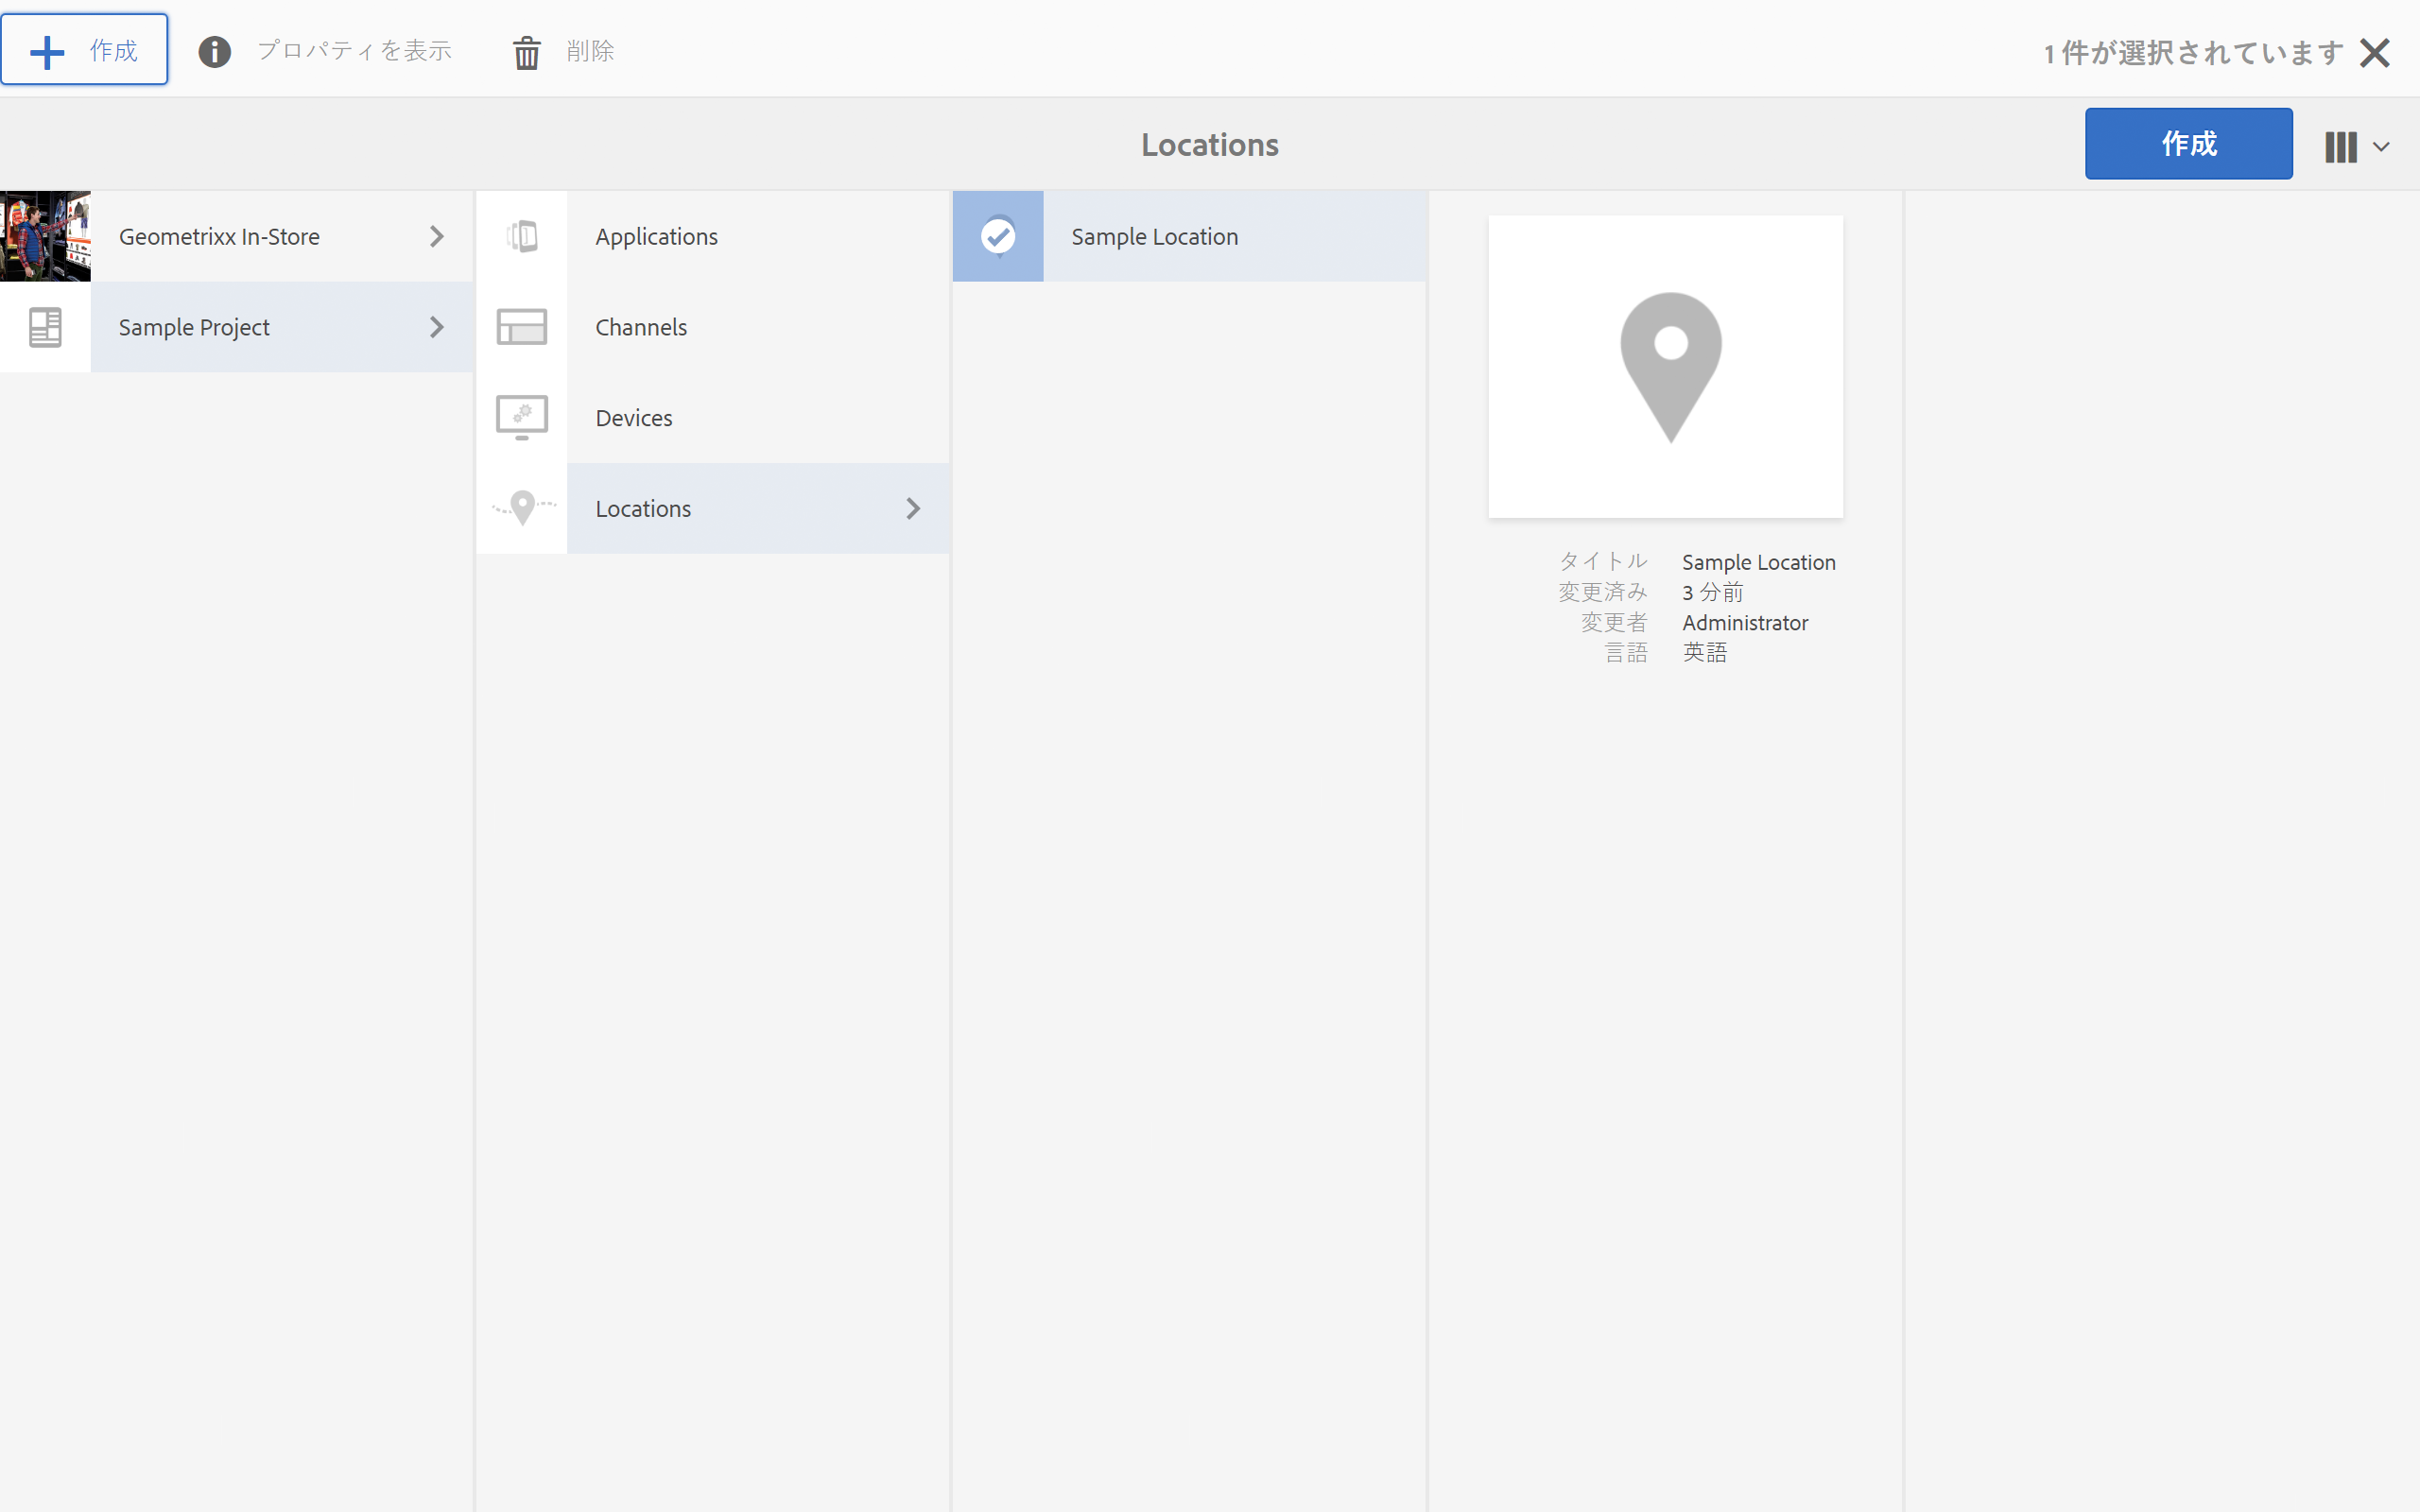 作成 プロパティを表示 削除 1 件が選択されています
Locations 作成
Geometrixx In-Store
Sample Project
Applications
Channels
Devices
Locations
Sample Location
タイトル Sample Location
変更済み 3 分前
変更者 Administrator
言語 英語